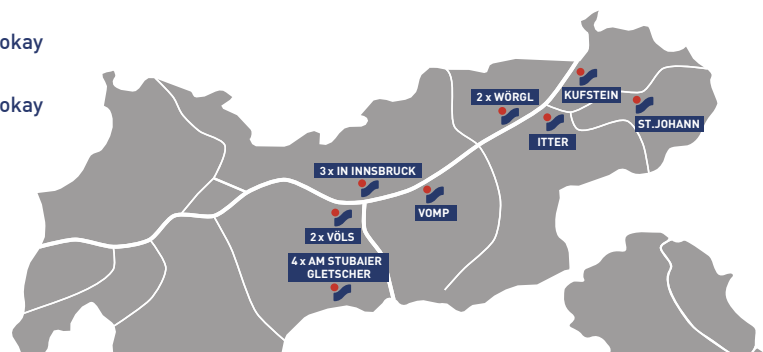 okay
okay
2 x WÖRGL
KUFSTEIN
ST.JOHANN
ITTER
3 x IN INNSBRUCK
VOMP
2 x VÖLS
4 x AM STUBAIER
GLETSCHER